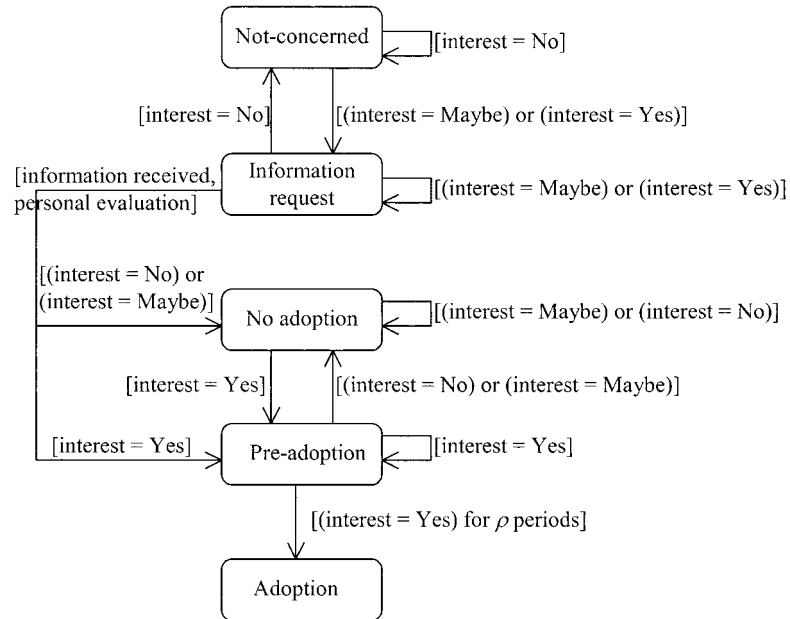 Not-concerned
[interest = No]
[interest = No]
[(interest = Maybe) or (interest = Yes)]
[information received,
personal evaluation]
Information
request
[(interest = Maybe) or (interest = Yes)]
[(interest = No) or
(interest = Maybe)]
No adoption
[(interest = Maybe) or (interest = No)]
[interest = Yes]
[(interest = No) or (interest = Maybe)]
[interest = Yes]
Pre-adoption
[interest = Yes]
[(interest = Yes) for ρ periods]
Adoption